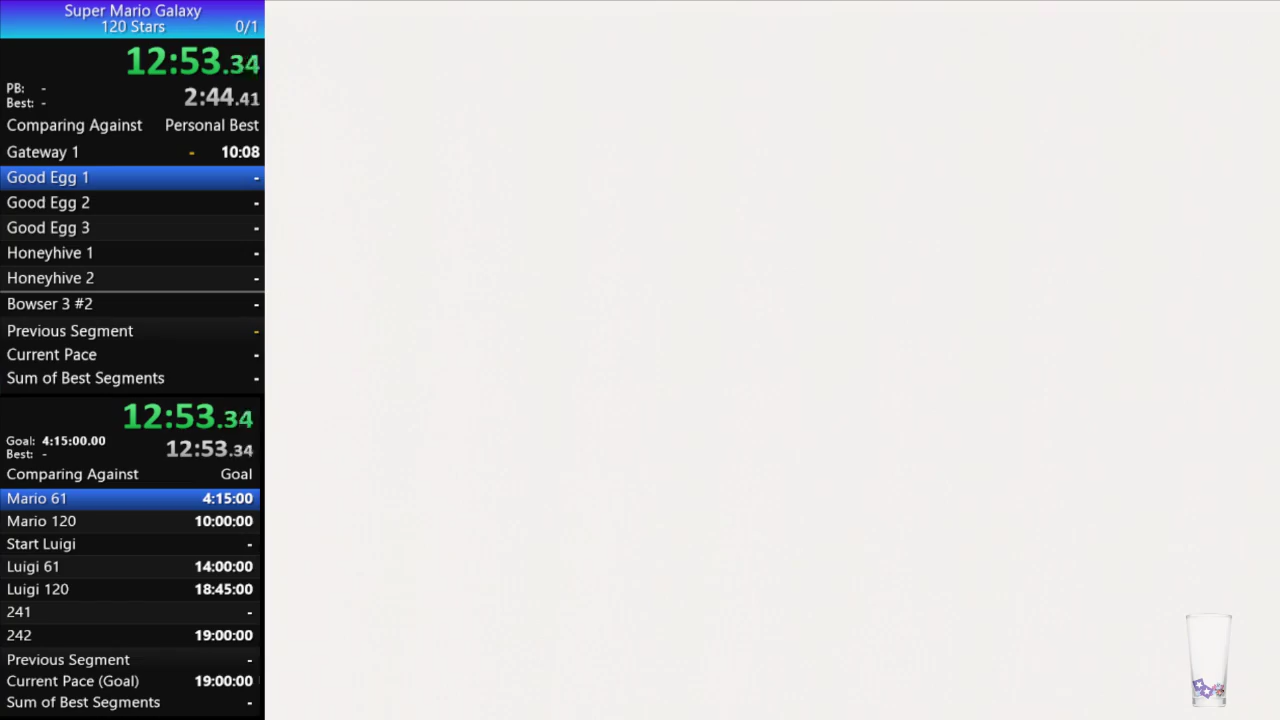 Super Mario Galaxy
120 Stars 0/1
12:53.34
PB: -
Best: - 2:44.41
Comparing Against Personal Best
Gateway 1 - 10:08
Good Egg 1 -
Good Egg 2 -
Good Egg 3 -
Honeyhive 1 -
Honeyhive 2 -
Bowser 3 #2 -
Previous Segment -
Current Pace -
Sum of Best Segments -
12:53.34
Goal: 4:15:00.00
Best: - 12:53.34
Comparing Against Goal
Mario 61 4:15:00
Mario 120 10:00:00
Start Luigi -
Luigi 61 14:00:00
Luigi 120 18:45:00
241 -
242 19:00:00
Previous Segment -
Current Pace (Goal) 19:00:00
Sum of Best Segments -